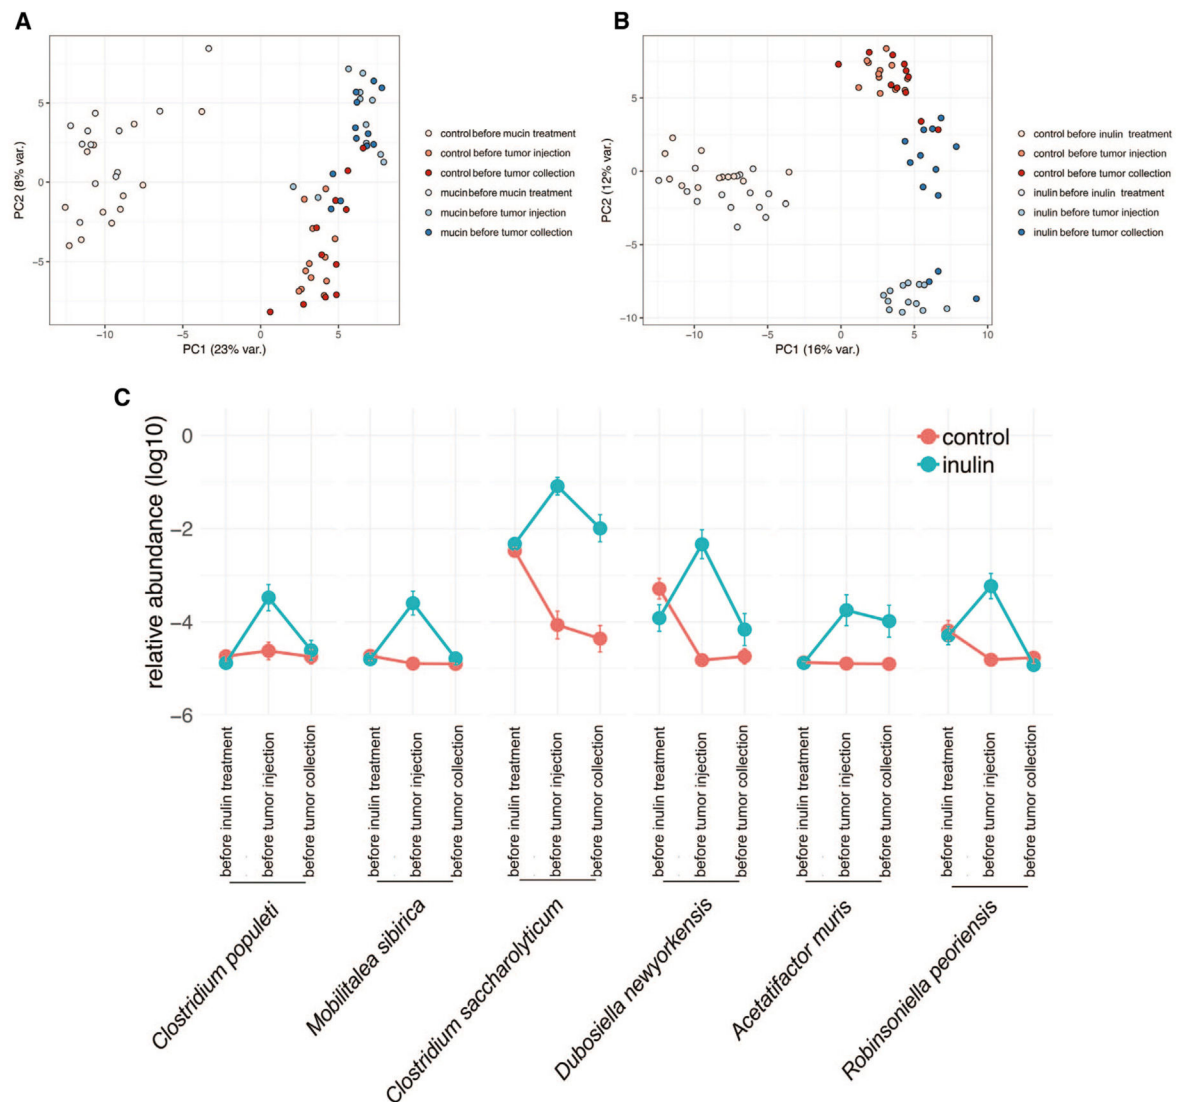 A
B
5
0
−5
PC2 (8% var.)
−10
−5
0
5
PC1 (23% var.)
control before mucin treatment
control before tumor injection
control before tumor collection
mucin before mucin treatment
mucin before tumor injection
mucin before tumor collection
5
0
−5
−10
PC2 (12% var.)
−10
−5
0
5
10
PC1 (16% var.)
control before inulin treatment
control before tumor injection
control before tumor collection
inulin before inulin treatment
inulin before tumor injection
inulin before tumor collection
C
relative abundance (log10)
0
−2
−4
−6
control
inulin
before inulin treatment
before tumor injection
before tumor collection
before inulin treatment
before tumor injection
before tumor collection
before inulin treatment
before tumor injection
before tumor collection
before inulin treatment
before tumor injection
before tumor collection
before inulin treatment
before tumor injection
before tumor collection
before inulin treatment
before tumor injection
before tumor collection
Clostridium populeti
Mobilitalea sibirica
Clostridium saccharolyticum
Dubosiella newyorkensis
Acetatifactor muris
Robinsoniella peoriensis